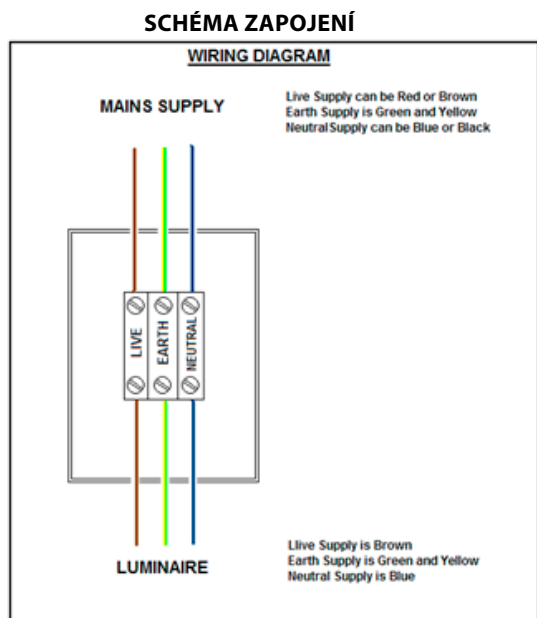 SCHÉMA ZAPOJENÍ
WIRING DIAGRAM
MAINS SUPPLY
Live Supply can be Red or Brown
Earth Supply is Green and Yellow
NeutralSupply can be Blue or Black
LIVE
EARTH
NEUTRAL
LUMINAIRE
Llive Supply is Brown
Earth Supply is Green and Yellow
Neutral Supply is Blue